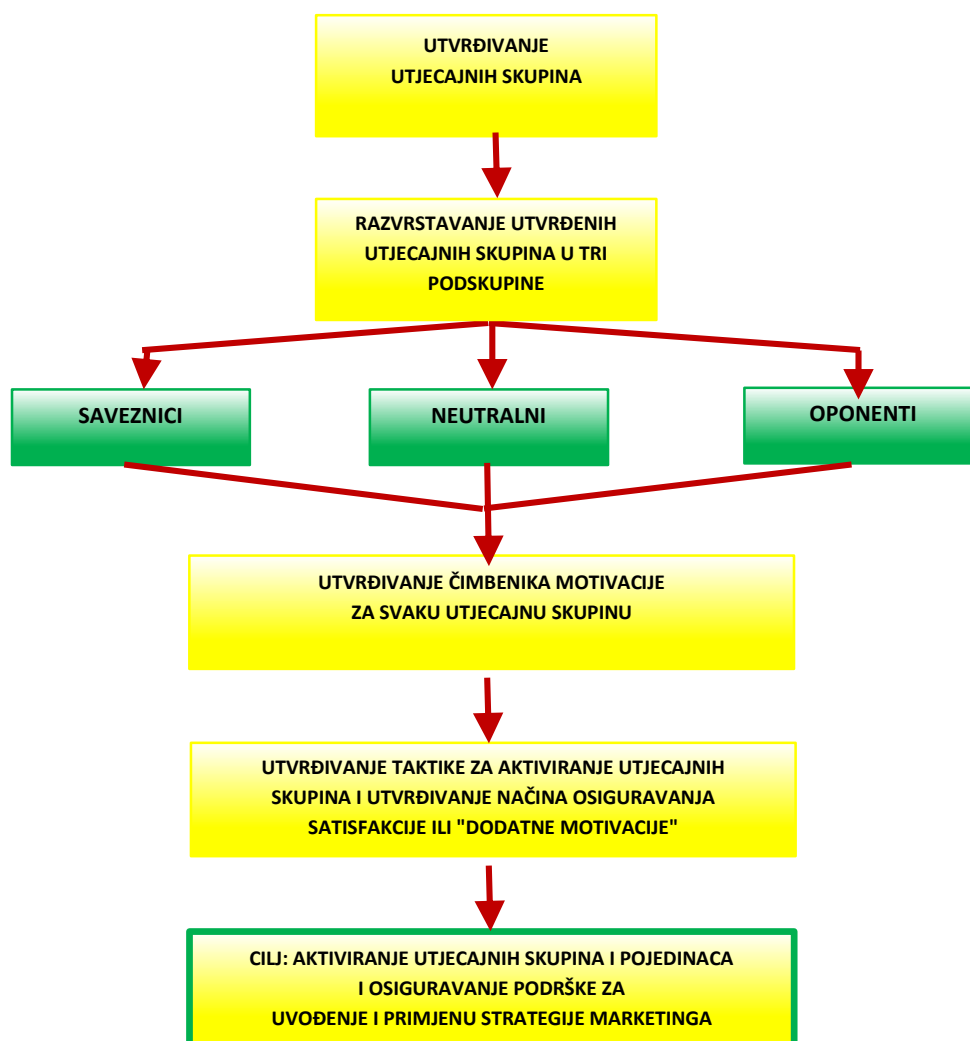 UTVRĐIVANJE
UTJECAJNIH SKUPINA
RAZVRSTAVANJE UTVRĐENIH
UTJECAJNIH SKUPINA U TRI
PODSKUPINE
SAVEZNICI
NEUTRALNI
OPONENTI
UTVRĐIVANJE ČIMBENIKA MOTIVACIJE
ZA SVAKU UTJECAJNU SKUPINU
UTVRĐIVANJE TAKTIKE ZA AKTIVIRANJE UTJECAJNIH
SKUPINA I UTVRĐIVANJE NAČINA OSIGURAVANJA
SATISFAKCIJE ILI "DODATNE MOTIVACIJE"
CILJ: AKTIVIRANJE UTJECAJNIH SKUPINA I POJEDINACA
I OSIGURAVANJE PODRŠKE ZA
UVOĐENJE I PRIMJENU STRATEGIJE MARKETINGA